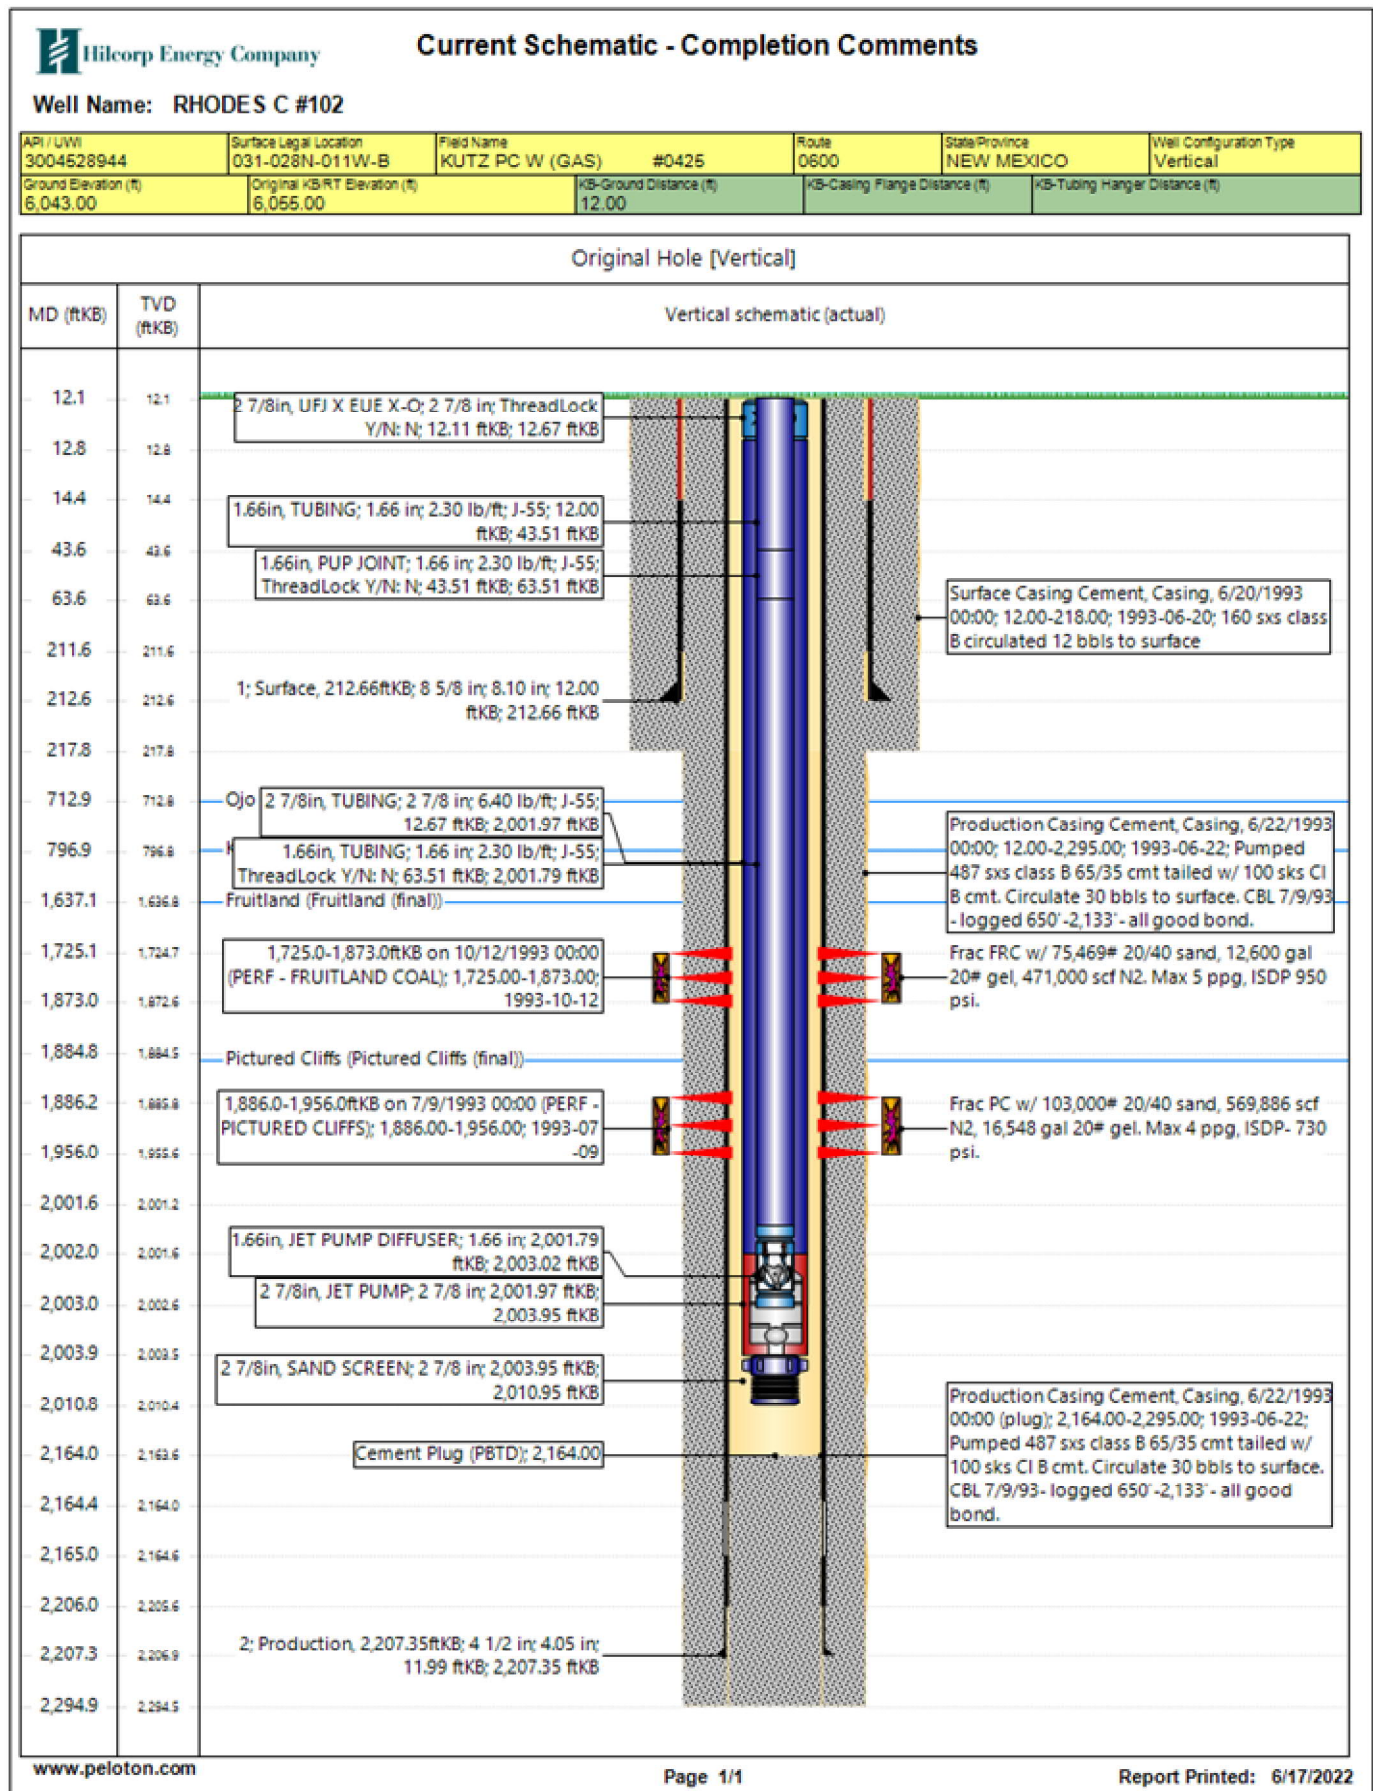 Hilcorp Energy Company
Current Schematic - Completion Comments
Well Name: RHODES C #102
API / UWI
3004528944
Surface Legal Location
031-028N-011W-B
Field Name
KUTZ PC W (GAS) #0425
Route
0600
State/Province
NEW MEXICO
Well Configuration Type
Vertical
Ground Elevation (ft)
6,043.00
Original KB/RT Elevation (ft)
6,055.00
KB-Ground Distance (ft)
12.00
KB-Casing Flange Distance (ft)
KB-Tubing Hanger Distance (ft)
Original Hole [Vertical]
MD (ftKB)
TVD
(ftKB)
Vertical schematic (actual)
12.1 12.1
2 7/8in, UFJ X EUE X-O; 2 7/8 in; ThreadLock
Y/N: N; 12.11 ftKB; 12.67 ftKB
12.8 12.8
14.4 14.4
1.66in, TUBING; 1.66 in; 2.30 lb/ft; J-55; 12.00
ftKB; 43.51 ftKB
43.6 43.6
1.66in, PUP JOINT; 1.66 in; 2.30 lb/ft; J-55;
ThreadLock Y/N: N; 43.51 ftKB; 63.51 ftKB
63.6 63.6
Surface Casing Cement, Casing, 6/20/1993
00:00; 12.00-218.00; 1993-06-20; 160 sxs class
B circulated 12 bbls to surface
211.6 211.6
1; Surface, 212.66ftKB; 8 5/8 in; 8.10 in; 12.00
ftKB; 212.66 ftKB
212.6 212.6
217.8 217.8
712.9 712.8
Ojo
2 7/8in, TUBING; 2 7/8 in; 6.40 lb/ft; J-55;
12.67 ftKB; 2,001.97 ftKB
796.9 796.8
1.66in, TUBING; 1.66 in; 2.30 lb/ft; J-55;
ThreadLock Y/N: N; 63.51 ftKB; 2,001.79 ftKB
Production Casing Cement, Casing, 6/22/1993
00:00; 12.00-2,295.00; 1993-06-22; Pumped
487 sxs class B 65/35 cmt tailed w/ 100 sks Cl
B cmt. Circulate 30 bbls to surface. CBL 7/9/93
- logged 650'-2,133'- all good bond.
1,637.1 1,636.8
Fruitland (Fruitland (final))
1,725.1 1,724.7
1,725.0-1,873.0ftKB on 10/12/1993 00:00
(PERF - FRUITLAND COAL); 1,725.00-1,873.00;
1993-10-12
Frac FRC w/ 75,469# 20/40 sand, 12,600 gal
20# gel, 471,000 scf N2. Max 5 ppg, ISDP 950
psi.
1,873.0 1,872.6
1,884.8 1,884.5
Pictured Cliffs (Pictured Cliffs (final))
1,886.2 1,885.8
1,886.0-1,956.0ftKB on 7/9/1993 00:00 (PERF -
PICTURED CLIFFS); 1,886.00-1,956.00; 1993-07
-09
Frac PC w/ 103,000# 20/40 sand, 569,886 scf
N2, 16,548 gal 20# gel. Max 4 ppg, ISDP- 730
psi.
1,956.0 1,955.6
2,001.6 2,001.2
2,002.0 2,001.6
1.66in, JET PUMP DIFFUSER; 1.66 in; 2,001.79
ftKB; 2,003.02 ftKB
2,003.0 2,002.6
2 7/8in, JET PUMP; 2 7/8 in; 2,001.97 ftKB;
2,003.95 ftKB
2,003.9 2,003.5
2 7/8in, SAND SCREEN; 2 7/8 in; 2,003.95 ftKB;
2,010.95 ftKB
2,010.8 2,010.4
2,164.0 2,163.6
Cement Plug (PBTD); 2,164.00
Production Casing Cement, Casing, 6/22/1993
00:00 (plug); 2,164.00-2,295.00; 1993-06-22;
Pumped 487 sxs class B 65/35 cmt tailed w/
100 sks Cl B cmt. Circulate 30 bbls to surface.
CBL 7/9/93- logged 650'-2,133'- all good
bond.
2,164.4 2,164.0
2,165.0 2,164.6
2,206.0 2,205.6
2,207.3 2,206.9
2; Production, 2,207.35ftKB; 4 1/2 in; 4.05 in;
11.99 ftKB; 2,207.35 ftKB
2,294.9 2,294.5
www.peloton.com
Page 1/1
Report Printed: 6/17/2022